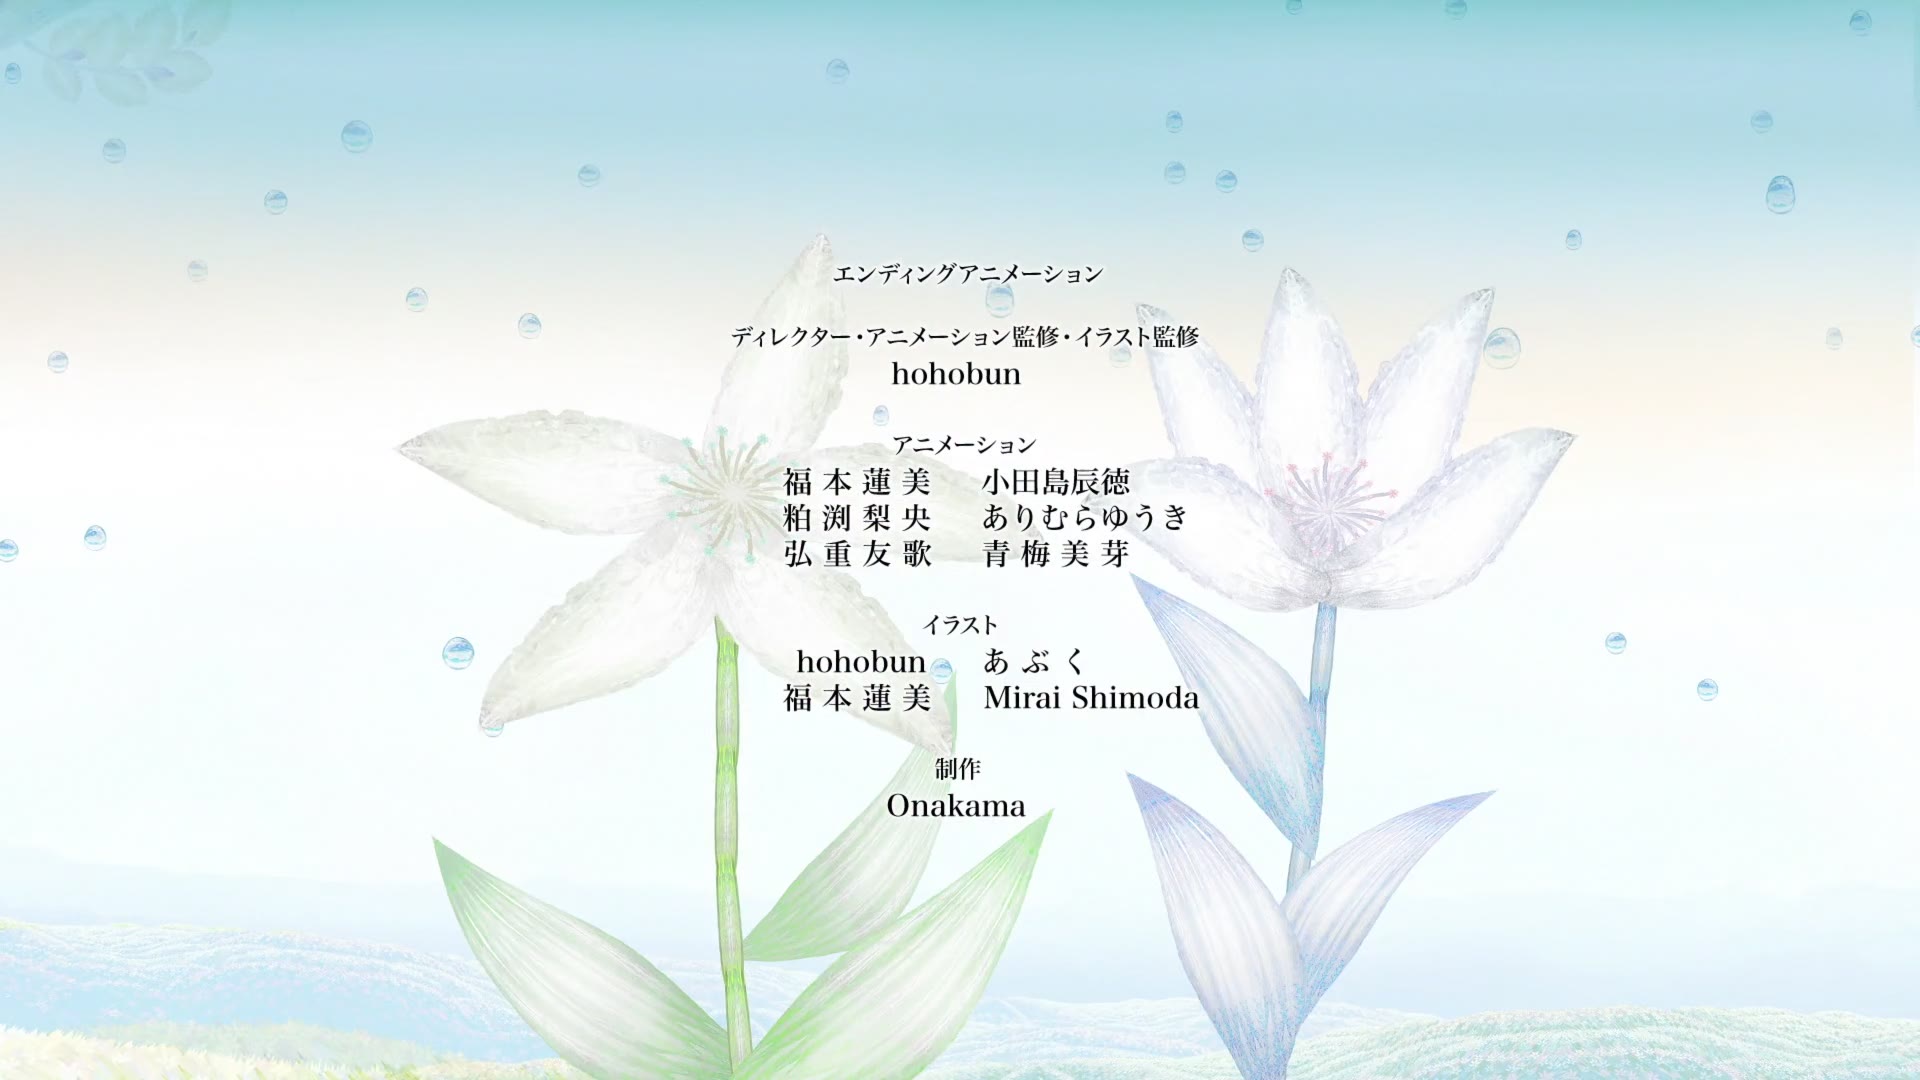 エンディングアニメーション
ディレクター・アニメーション監修・イラスト監修
hohobun
アニメーション
福本蓮美　小田島辰徳
粕渕梨央　ありむらゆうき
弘重友歌　青梅美芽
イラスト
hohobun　あぶく
福本蓮美　Mirai Shimoda
制作
Onakama